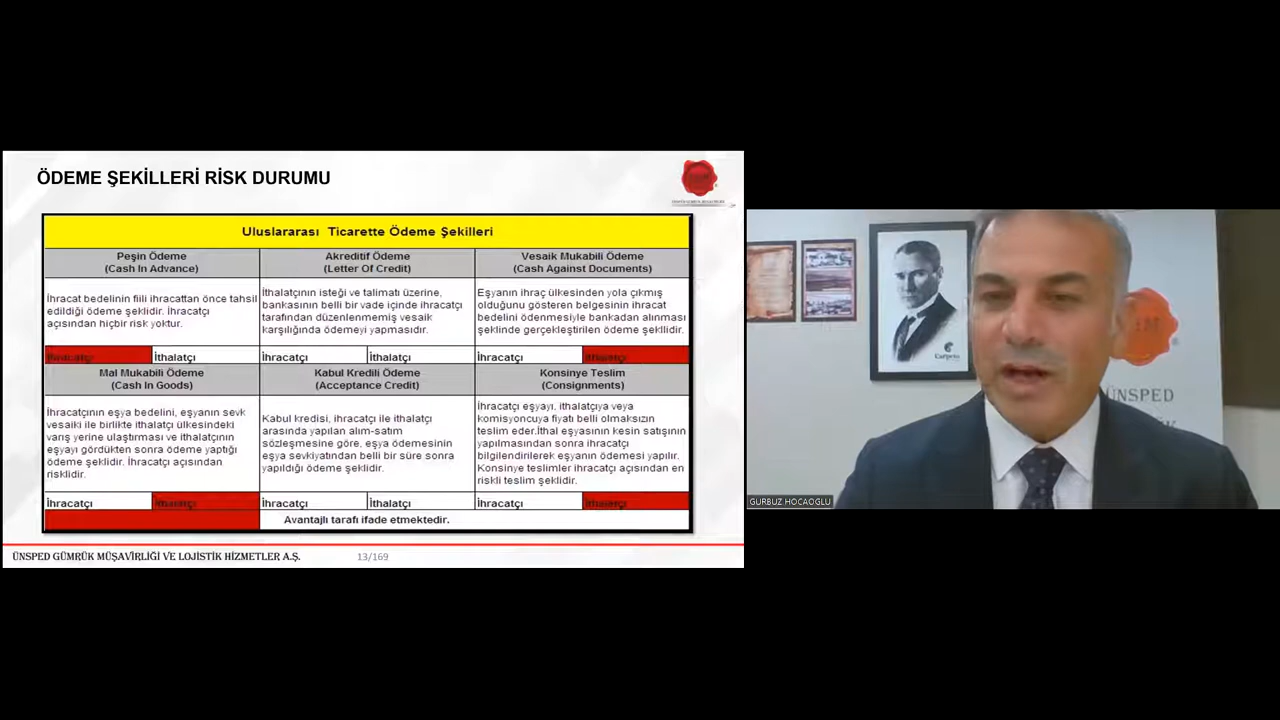 ÖDEME ŞEKİLLERİ RİSK DURUMU
Uluslararası Ticarette Ödeme Şekilleri
Peşin Ödeme
(Cash In Advance)
Akreditif Ödeme
(Letter Of Credit)
Vesaik Mukabili Ödeme
(Cash Against Documents)
İhracat bedelinin fiili ihracattan önce tahsil
edildiği ödeme şeklidir. İhracatçı
açısından hiçbir risk yoktur.
İthalatçının isteği ve talimatı üzerine,
bankasının belli bir vade içinde ihracatçı
tarafından düzenlenmemiş vesaik
karşılığında ödemeyi yapmasıdır.
Eşyanın ihraç ülkesinden yola çıkmış
olduğunu gösteren belgesinin ihracat
bedelini ödenmesiyle bankadan alınması
şeklinde gerçekleştirilen ödeme şekllidir.
İhracatçı
İthalatçı
İhracatçı
İthalatçı
İhracatçı
İthalatçı
Mal Mukabili Ödeme
(Cash In Goods)
Kabul Kredili Ödeme
(Acceptance Credit)
Konsinye Teslim
(Consignments)
İhracatçının eşya bedelini, eşyanın sevk
vesaiki ile birlikte ithalatçı ülkesindeki
varış yerine ulaştırması ve ithalatçının
eşyayı gördükten sonra ödeme yaptığı
ödeme şeklidir. İhracatçı açısından
risklidir.
Kabul kredisi, ihracatçı ile ithalatçı
arasında yapılan alım-satım
sözleşmesine göre, eşya ödemesinin
eşya sevkiyatından belli bir süre sonra
yapıldığı ödeme şeklidir.
İhracatçı eşyayı, ithalatçıya veya
komisyoncuya fiyatı belli olmaksızın
teslim eder.İthal eşyasının kesin satışının
yapılmasından sonra ihracatçı
bilgilendirilerek eşyanın ödemesi yapılır.
Konsinye teslimler ihracatçı açısından en
riskli teslim şeklidir.
İhracatçı
İthalatçı
İhracatçı
İthalatçı
İhracatçı
İthalatçı
Avantajlı tarafı ifade etmektedir.
ÜNSPED GÜMRÜK MÜŞAVİRLİĞİ VE LOJİSTİK HİZMETLER A.Ş.
13/169
ÜNSPED
GURBUZ HOCAOGLU